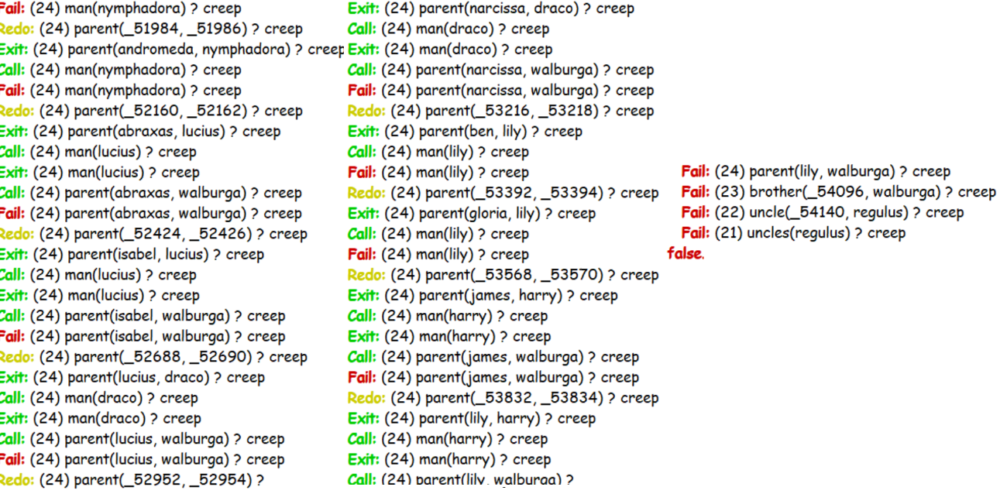 Fail: (24) man(nymphadora) ? creep
Redo: (24) parent(_51984, _51986) ? creep
Exit: (24) parent(andromeda, nymphadora) ? creep
Call: (24) man(nymphadora) ? creep
Fail: (24) man(nymphadora) ? creep
Redo: (24) parent(_52160, _52162) ? creep
Exit: (24) parent(abraxas, lucius) ? creep
Call: (24) man(lucius) ? creep
Exit: (24) man(lucius) ? creep
Call: (24) parent(abraxas, walburga) ? creep
Fail: (24) parent(abraxas, walburga) ? creep
Redo: (24) parent(_52424, _52426) ? creep
Exit: (24) parent(isabel, lucius) ? creep
Call: (24) man(lucius) ? creep
Exit: (24) man(lucius) ? creep
Call: (24) parent(isabel, walburga) ? creep
Fail: (24) parent(isabel, walburga) ? creep
Redo: (24) parent(_52688, _52690) ? creep
Exit: (24) parent(lucius, draco) ? creep
Call: (24) man(draco) ? creep
Exit: (24) man(draco) ? creep
Call: (24) parent(lucius, walburga) ? creep
Fail: (24) parent(lucius, walburga) ? creep
Redo: (24) parent(_52952, _52954) ?
Exit: (24) parent(narcissa, draco) ? creep
Call: (24) man(draco) ? creep
Exit: (24) man(draco) ? creep
Call: (24) parent(narcissa, walburga) ? creep
Fail: (24) parent(narcissa, walburga) ? creep
Redo: (24) parent(_53216, _53218) ? creep
Exit: (24) parent(ben, lily) ? creep
Call: (24) man(lily) ? creep
Fail: (24) man(lily) ? creep
Redo: (24) parent(_53392, _53394) ? creep
Exit: (24) parent(gloria, lily) ? creep
Call: (24) man(lily) ? creep
Fail: (24) man(lily) ? creep
Redo: (24) parent(_53568, _53570) ? creep
Exit: (24) parent(james, harry) ? creep
Call: (24) man(harry) ? creep
Exit: (24) man(harry) ? creep
Call: (24) parent(james, walburga) ? creep
Fail: (24) parent(james, walburga) ? creep
Redo: (24) parent(_53832, _53834) ? creep
Exit: (24) parent(lily, harry) ? creep
Call: (24) man(harry) ? creep
Exit: (24) man(harry) ? creep
Call: (24) parent(lily, walburga) ?
Fail: (24) parent(lily, walburga) ? creep
Fail: (23) brother(_54096, walburga) ? creep
Fail: (22) uncle(_54140, regulus) ? creep
Fail: (21) uncles(regulus) ? creep
false.